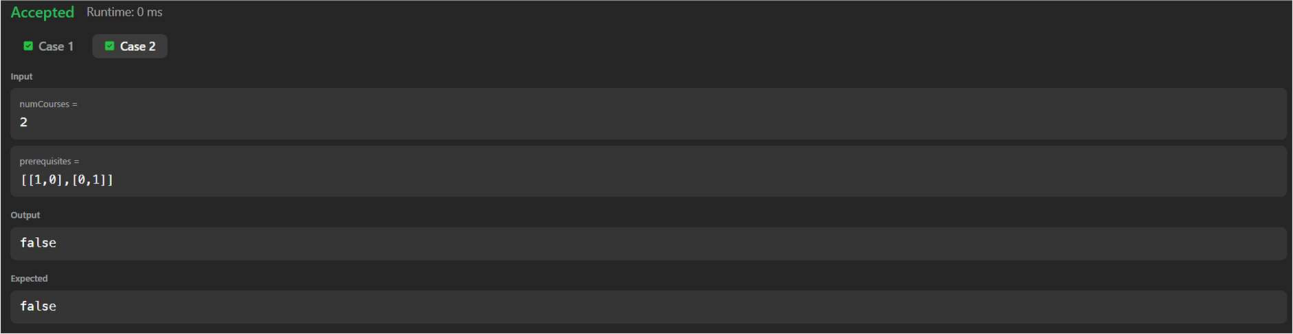 Accepted Runtime: 0 ms
Case 1 Case 2
Input
numCourses =
2
prerequisites =
[[1,0],[0,1]]
Output
false
Expected
false